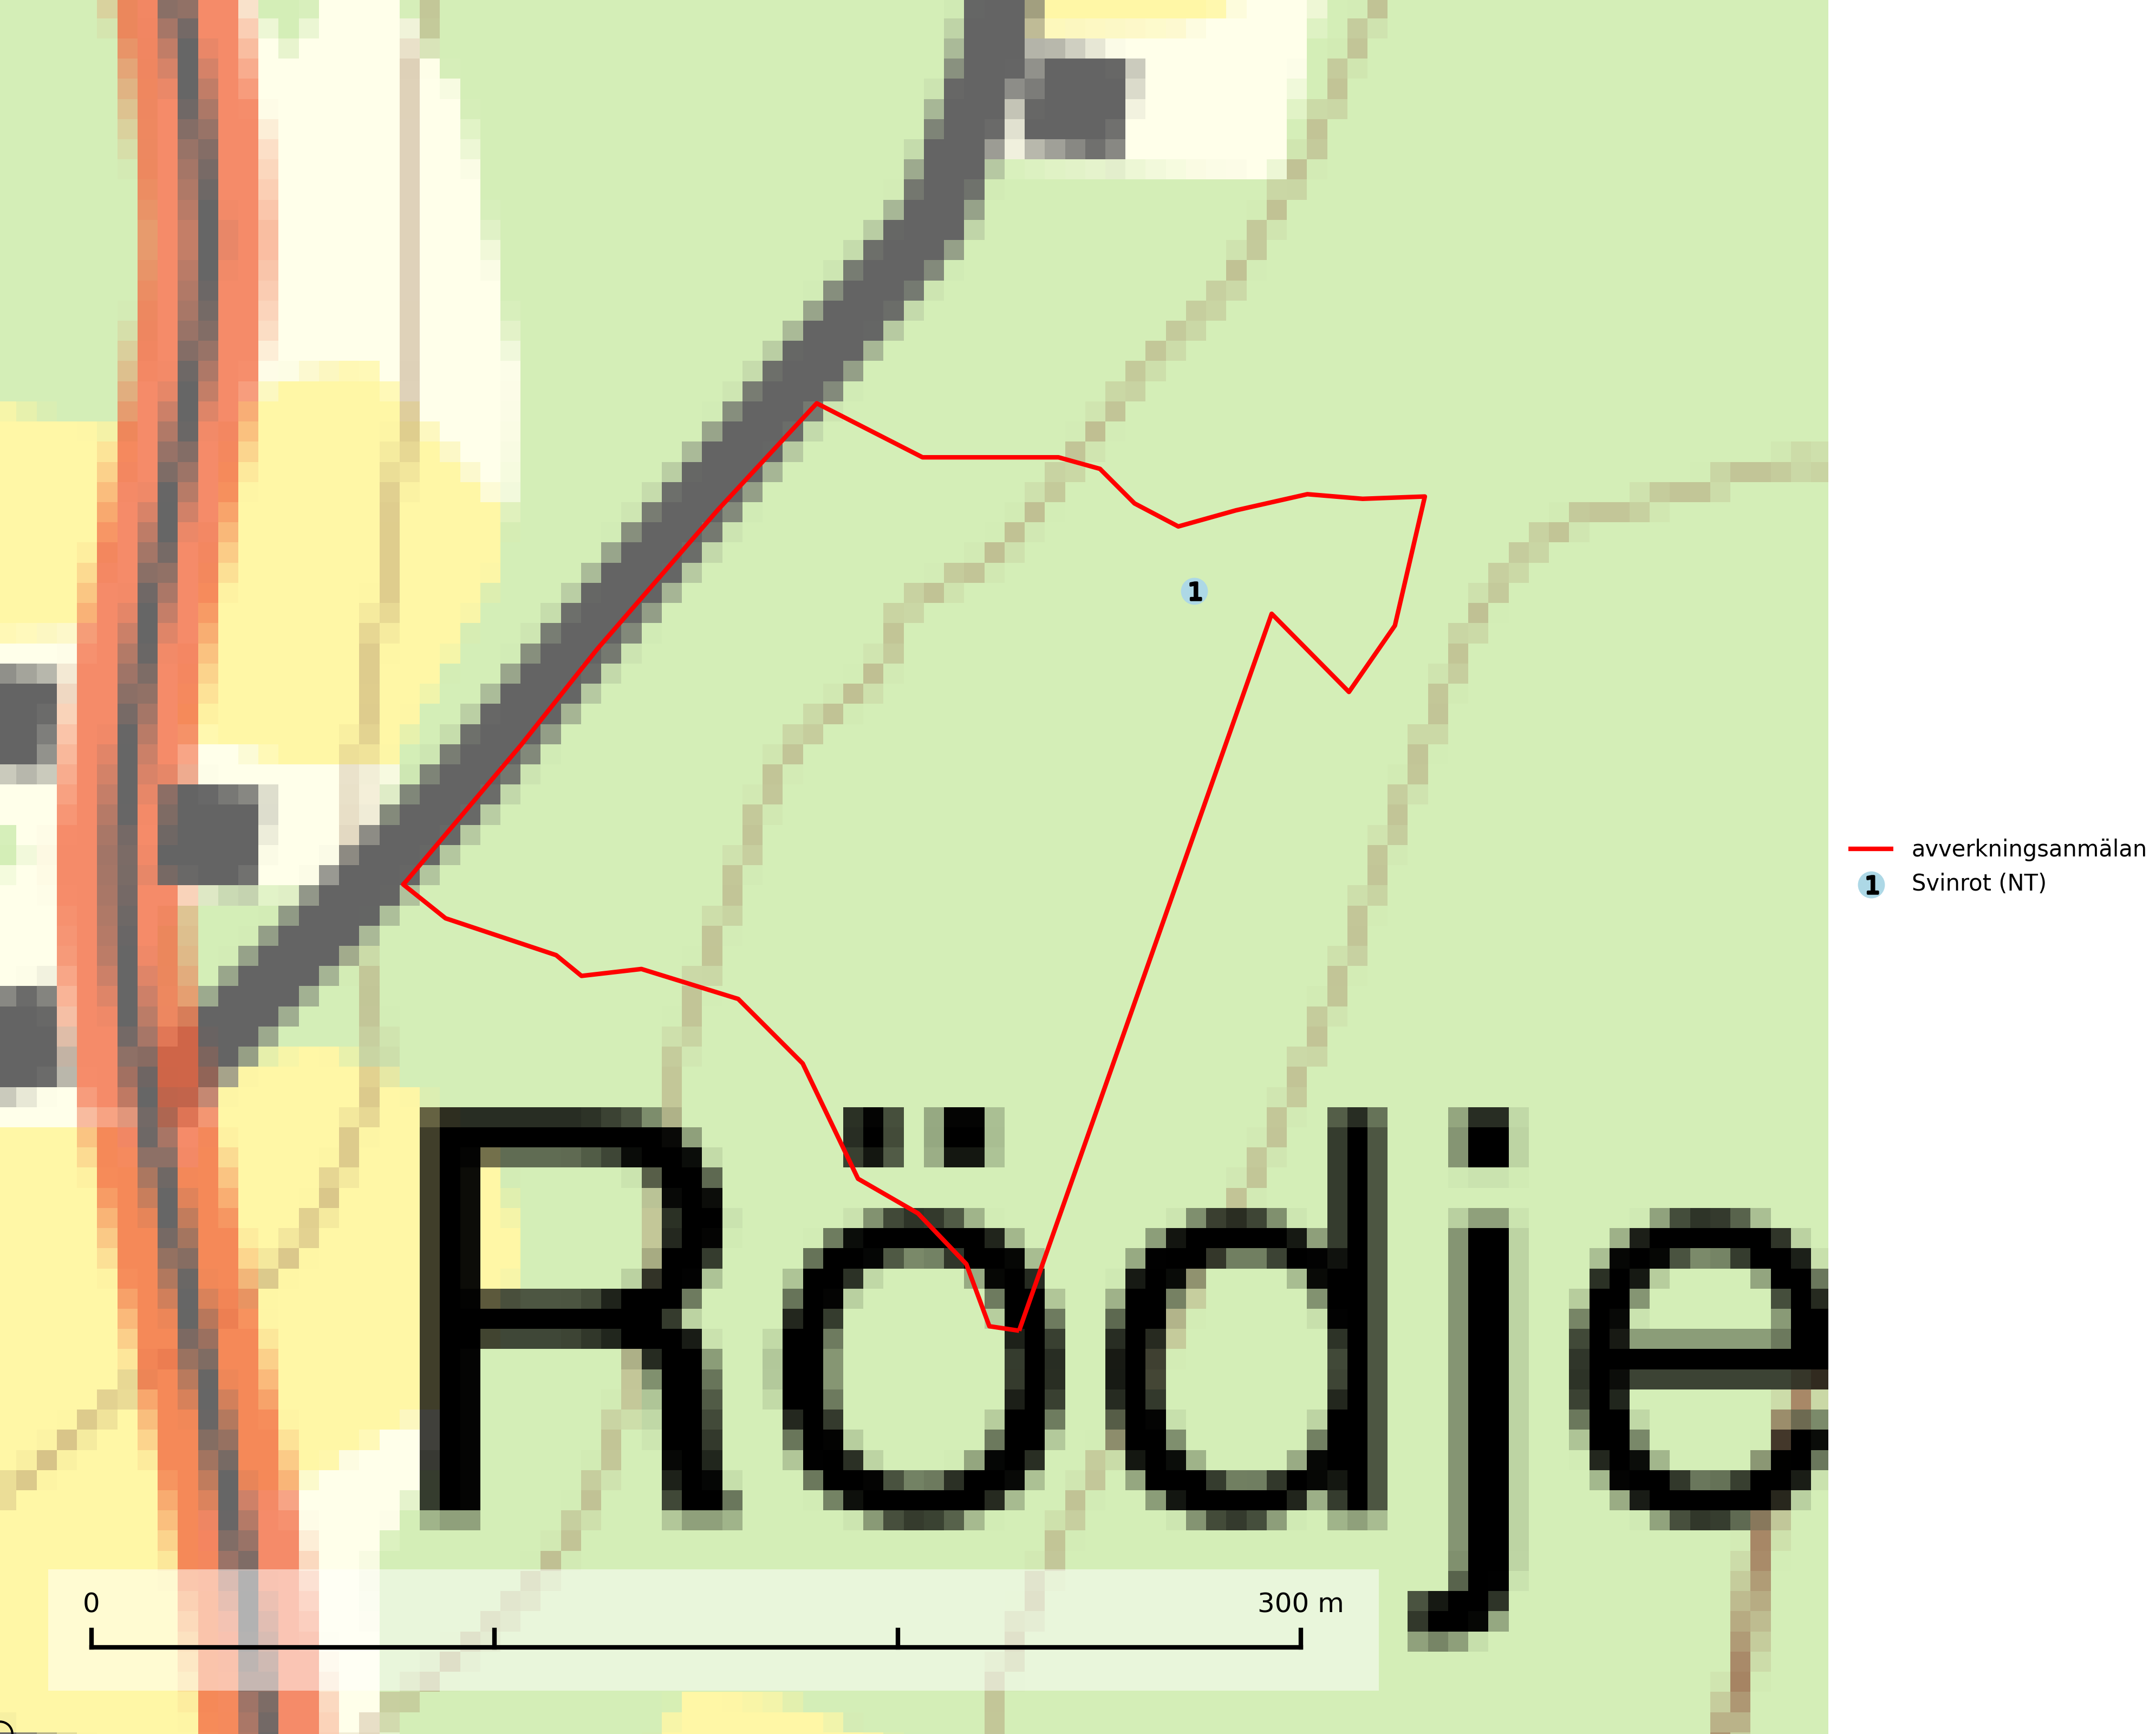 1
Rödje
0 300 m
avverkningsanmälan
1 Svinrot (NT)